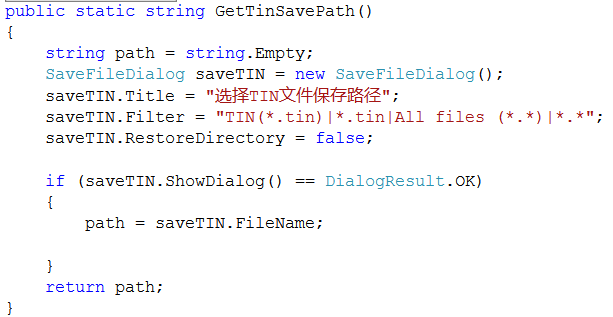 public static string GetTinSavePath()
{
    string path = string.Empty;
    SaveFileDialog saveTIN = new SaveFileDialog();
    saveTIN.Title = "选择TIN文件保存路径";
    saveTIN.Filter = "TIN(*.tin)|*.tin|All files (*.*)|*.*";
    saveTIN.RestoreDirectory = false;
    if (saveTIN.ShowDialog() == DialogResult.OK)
    {
        path = saveTIN.FileName;
    }
    return path;
}